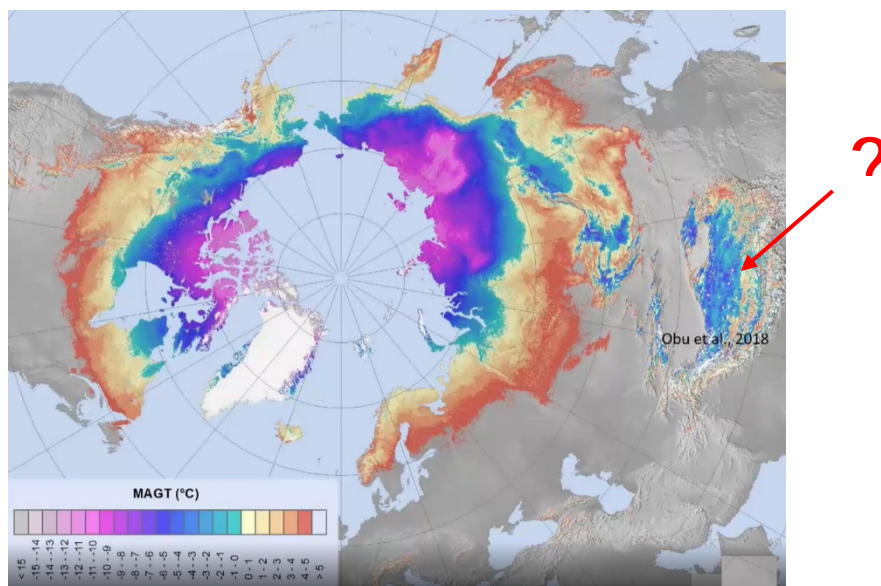 ?
Obu et al., 2018
MAGT (°C)
< 15
-15 - -14
-14 - -13
-13 - -12
-12 - -11
-11 - -10
-10 - -9
-9 - -8
-8 - -7
-7 - -6
-6 - -5
-5 - -4
-4 - -3
-3 - -2
-2 - -1
-1 - 0
0 - 1
1 - 2
2 - 3
3 - 4
4 - 5
> 5